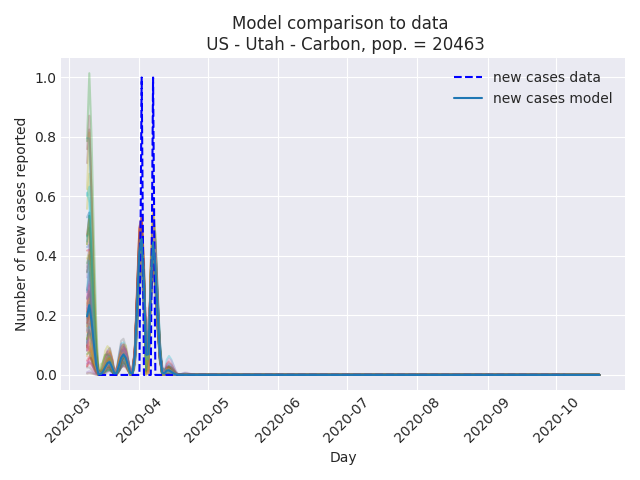 Model comparison to data
US - Utah - Carbon, pop. = 20463
new cases data
new cases model
Number of new cases reported
1.0
0.8
0.6
0.4
0.2
0.0
2020-03
2020-04
2020-05
2020-06
2020-07
2020-08
2020-09
2020-10
Day